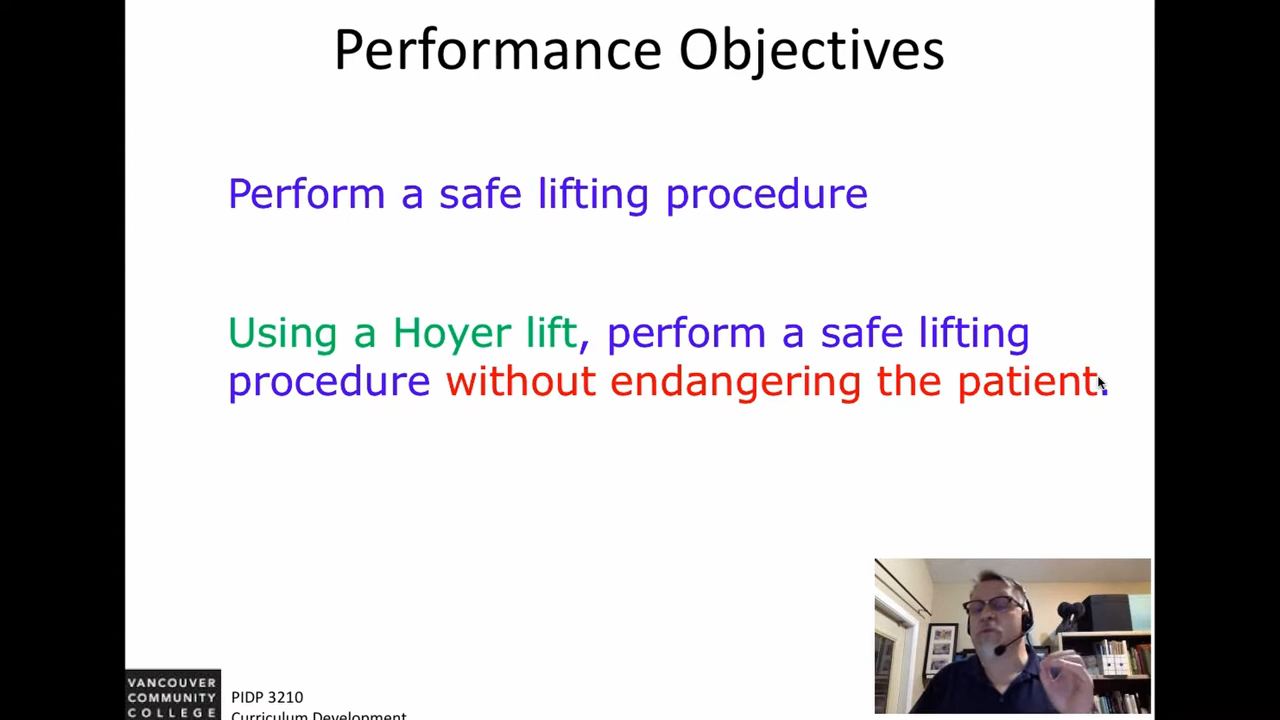 Performance Objectives
Perform a safe lifting procedure
Using a Hoyer lift, perform a safe lifting
procedure without endangering the patient.
VANCOUVER
COMMUNITY
COLLEGE
PIDP 3210
Curriculum Development